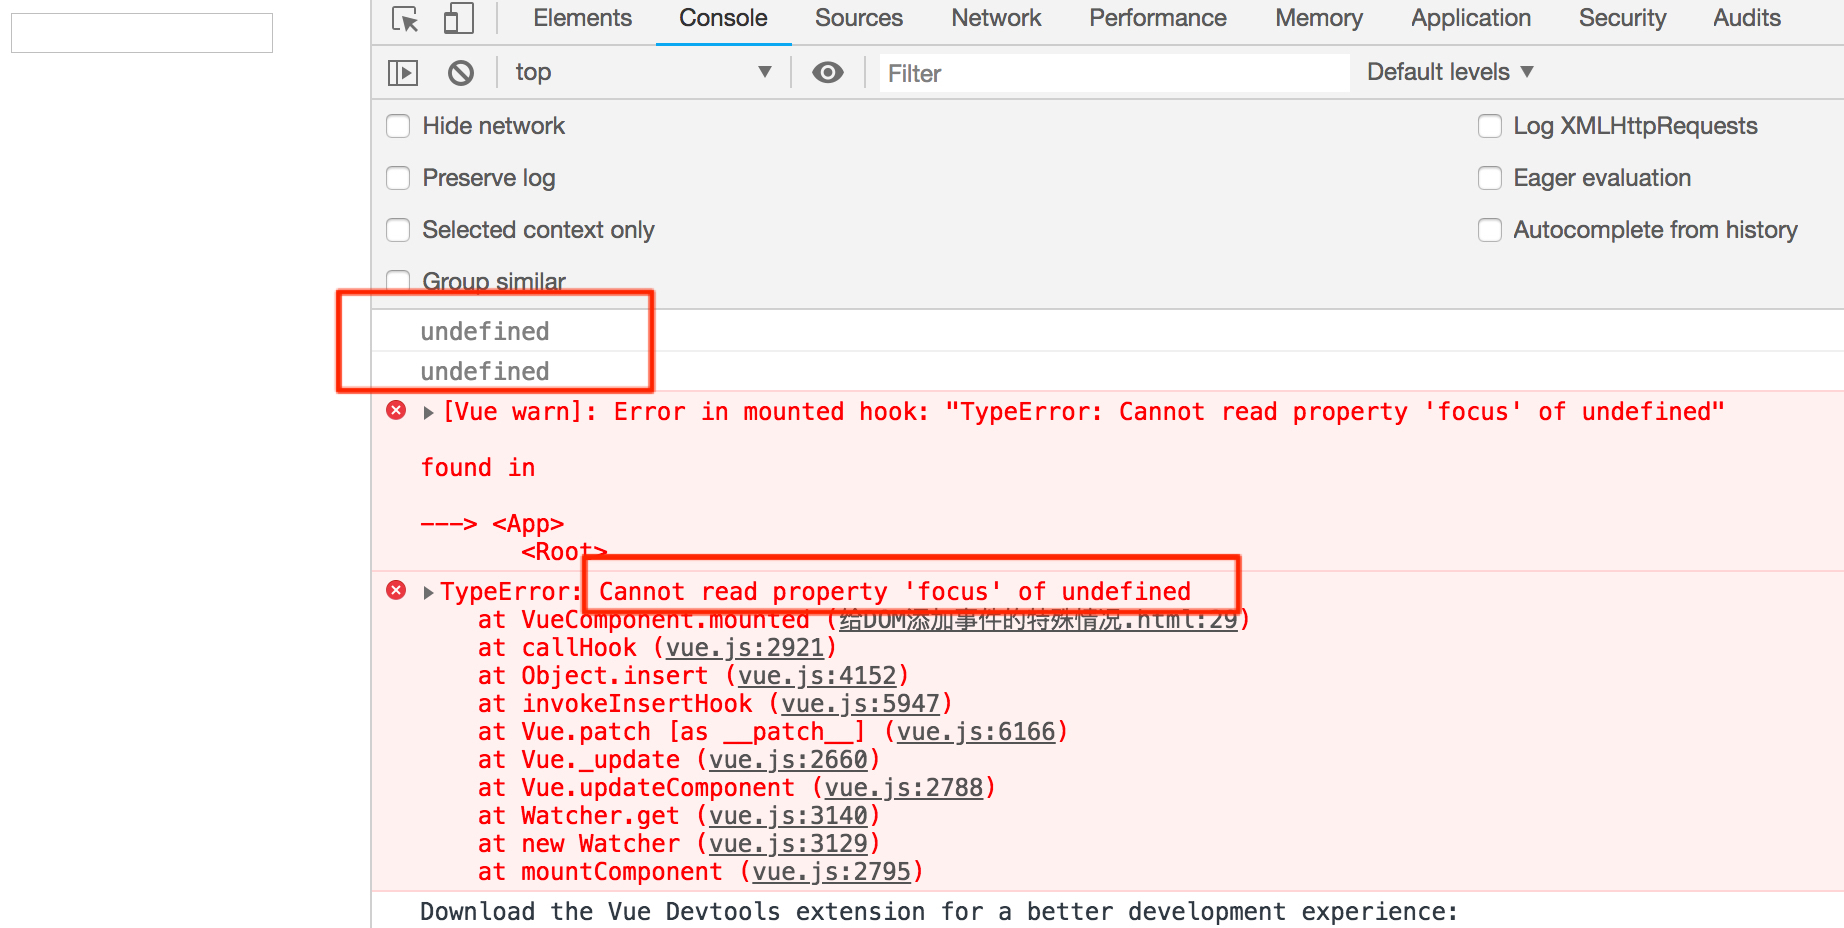 Elements Console Sources Network Performance Memory Application Security Audits
top ▼ Filter Default levels ▼
Hide network Log XMLHttpRequests
Preserve log Eager evaluation
Selected context only Autocomplete from history
Group similar
undefined
undefined
[Vue warn]: Error in mounted hook: "TypeError: Cannot read property 'focus' of undefined"
found in
---> <App>
<Root>
TypeError: Cannot read property 'focus' of undefined
at VueComponent.mounted (给DOM添加事件的特殊情况.html:29)
at callHook (vue.js:2921)
at Object.insert (vue.js:4152)
at invokeInsertHook (vue.js:5947)
at Vue.patch [as __patch__] (vue.js:6166)
at Vue._update (vue.js:2660)
at Vue.updateComponent (vue.js:2788)
at Watcher.get (vue.js:3140)
at new Watcher (vue.js:3129)
at mountComponent (vue.js:2795)
Download the Vue Devtools extension for a better development experience: